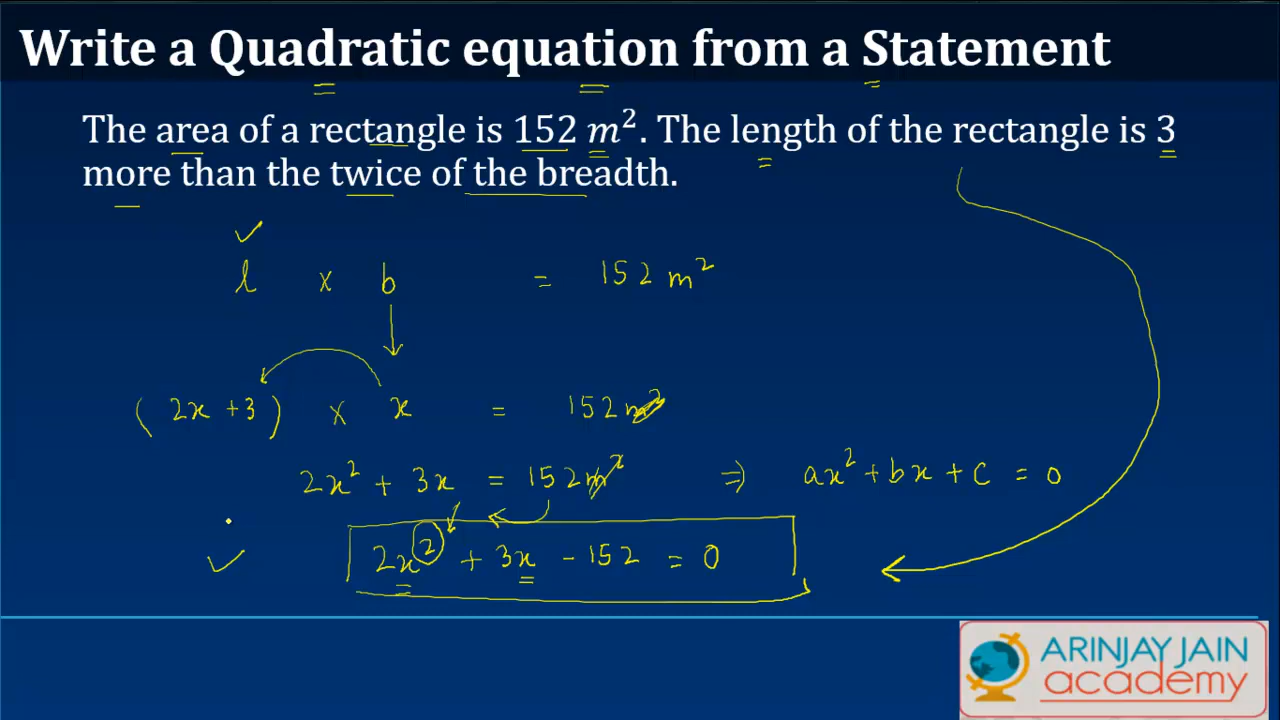 Write a Quadratic equation from a Statement
The area of a rectangle is 152 m². The length of the rectangle is 3
more than the twice of the breadth.
l x b = 152 m²
(2x + 3) x x = 152 m²
2x² + 3x = 152 m² ⇒ ax² + bx + c = 0
2x² + 3x - 152 = 0
ARINJAY JAIN
academy